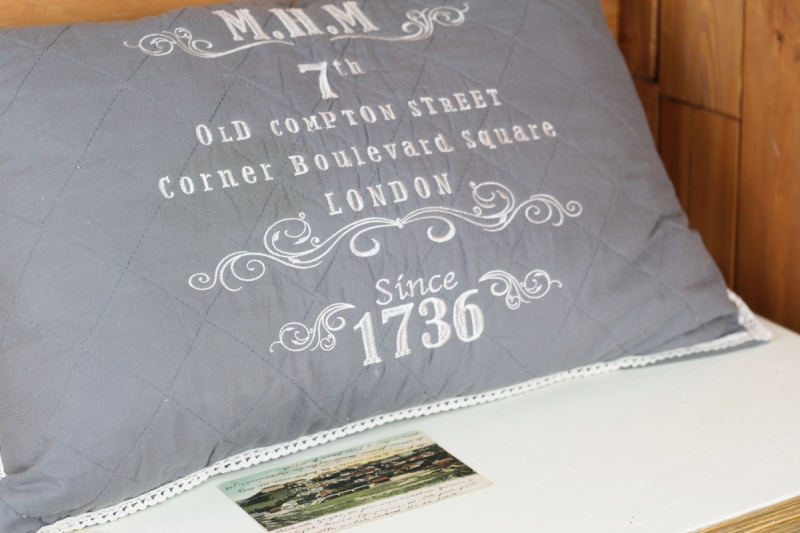 M.H.M
7th
OLD COMPTON STREET
Corner Boulevard Square
LONDON
Since
1736